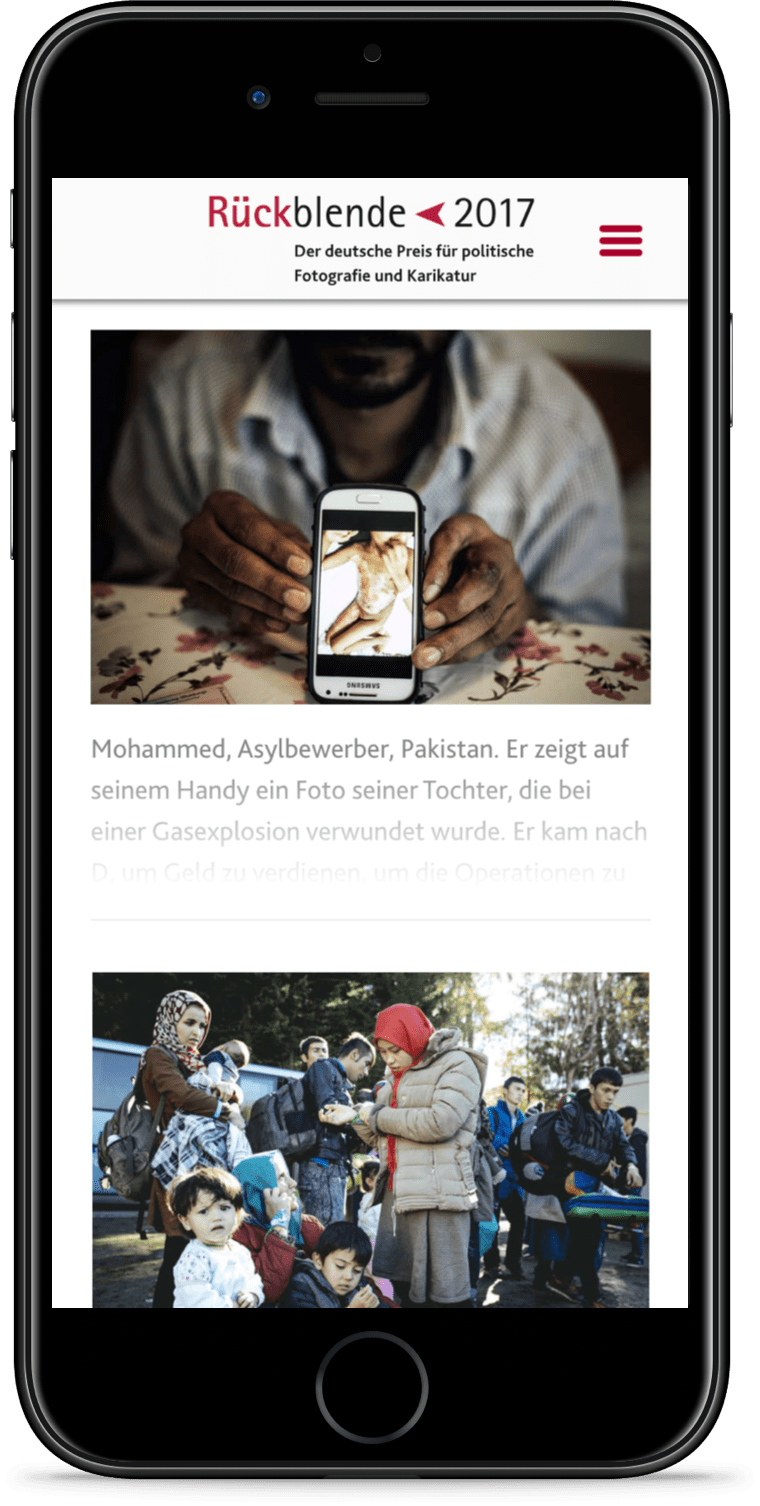 Rückblende 2017
Der deutsche Preis für politische
Fotografie und Karikatur
SAMSUNG
Mohammed, Asylbewerber, Pakistan. Er zeigt auf
seinem Handy ein Foto seiner Tochter, die bei
einer Gasexplosion verwundet wurde. Er kam nach
D, um Geld zu verdienen, um die Operationen zu